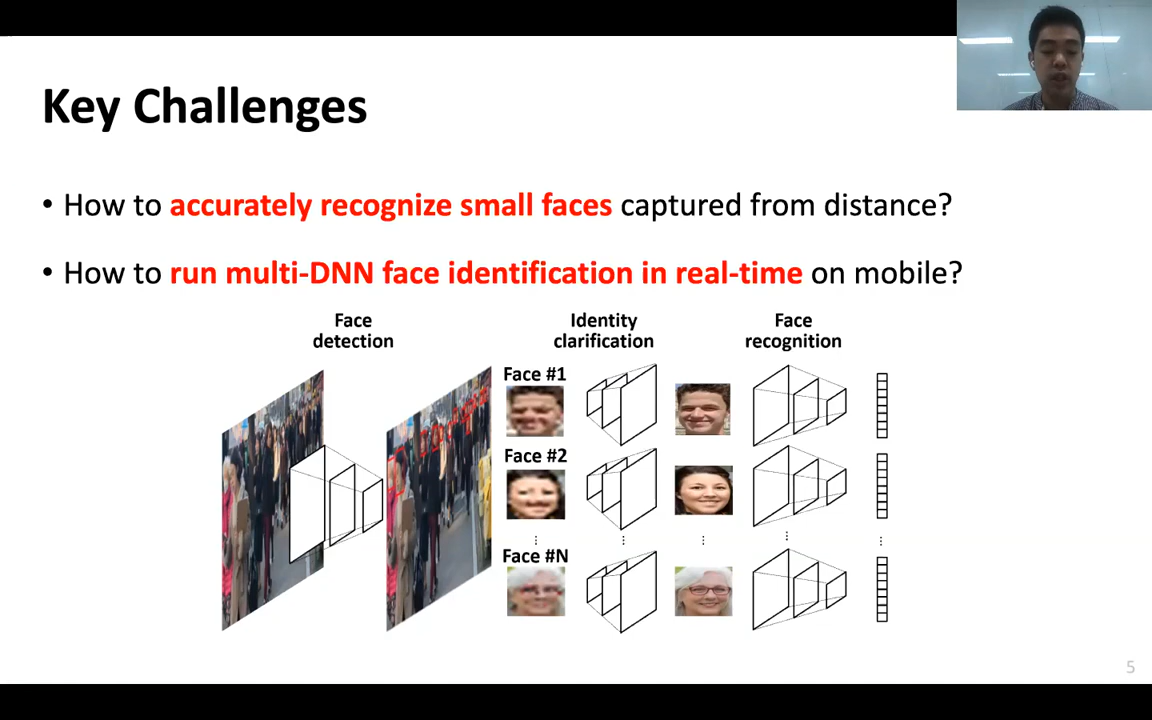 Key Challenges
• How to accurately recognize small faces captured from distance?
• How to run multi-DNN face identification in real-time on mobile?
Face
detection
Identity
clarification
Face
recognition
Face #1
Face #2
Face #N
5